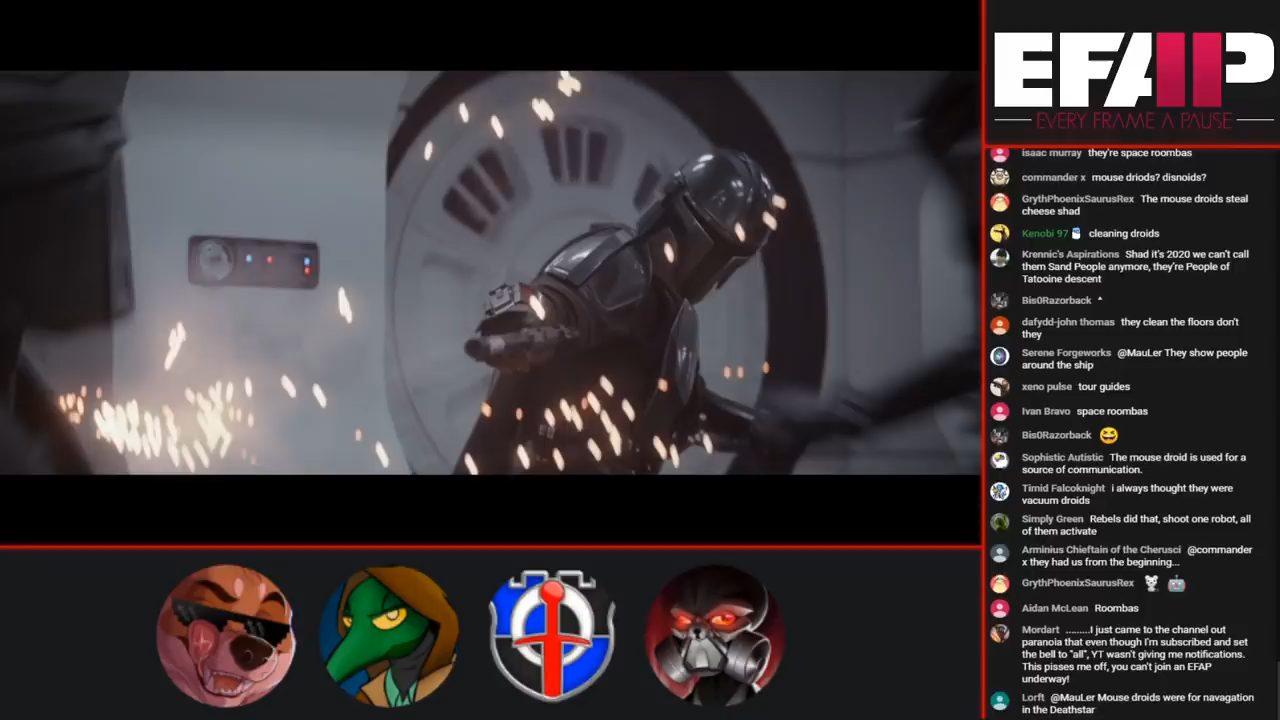 EFAP
EVERY FRAME A PAUSE
isaac murray they're space roombas
commander x mouse driods? disnoids?
GrythPhoenixSaurusRex The mouse droids steal
cheese shad
Kenobi 97 cleaning droids
Krennic's Aspirations Shad it's 2020 we can't call
them Sand People anymore, they're People of
Tatooine descent
Bis0Razorback ^
dafydd-john thomas they clean the floors don't
they
Serene Forgeworks @MauLer They show people
around the ship
xeno pulse tour guides
Ivan Bravo space roombas
Bis0Razorback 😆
Sophistic Autistic The mouse droid is used for a
source of communication.
Timid Falcoknight i always thought they were
vacuum droids
Simply Green Rebels did that, shoot one robot, all
of them activate
Arminius Chieftain of the Cherusci @commander
x they had us from the beginning...
GrythPhoenixSaurusRex 🐭 🤖
Aidan McLean Roombas
Mordart .........I just came to the channel out
paranoia that even though I'm subscribed and set
the bell to "all", YT wasn't giving me notifications.
This pisses me off, you can't join an EFAP
underway!
Lorft @MauLer Mouse droids were for navagation
in the Deathstar